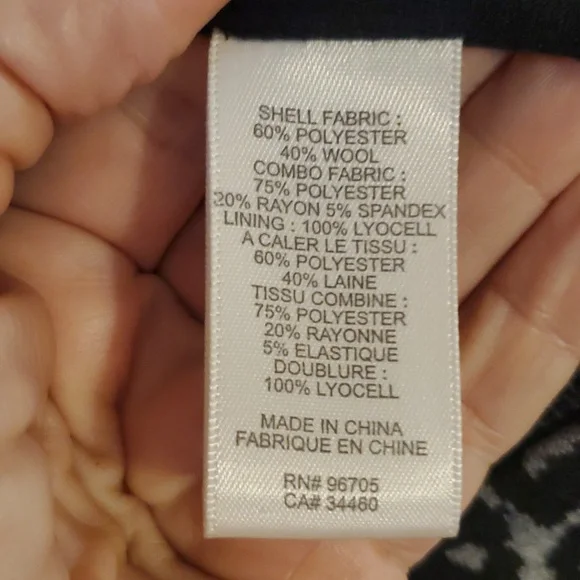 SHELL FABRIC :
60% POLYESTER
40% WOOL
COMBO FABRIC :
75% POLYESTER
20% RAYON 5% SPANDEX
LINING : 100% LYOCELL
A CALER LE TISSU :
60% POLYESTER
40% LAINE
TISSU COMBINE :
75% POLYESTER
20% RAYONNE
5% ELASTIQUE
DOUBLURE :
100% LYOCELL
MADE IN CHINA
FABRIQUE EN CHINE
RN# 96705
CA# 34460